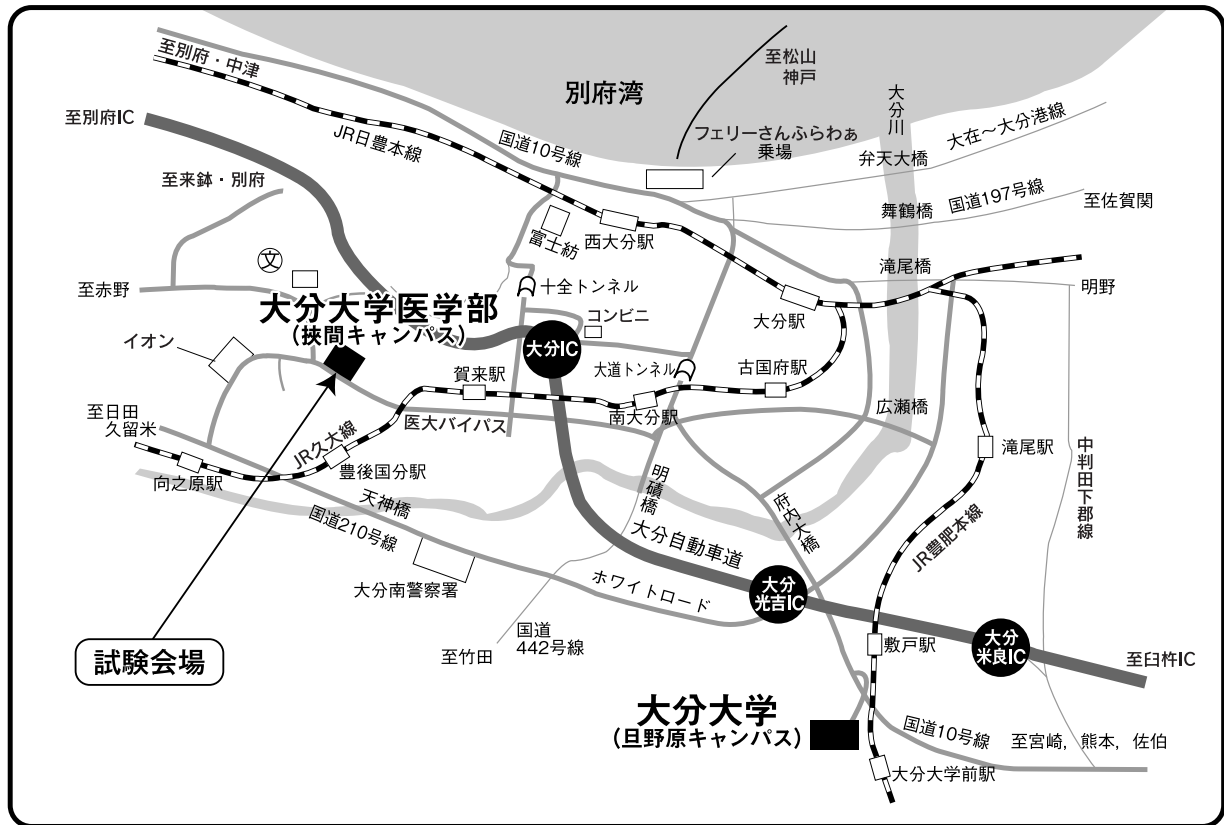 至別府・中津
至松山
神戸
別府湾
大分川
至別府IC
JR日豊本線
国道10号線
フェリーさんふらわぁ
乗場
大在～大分港線
弁天大橋
至来鉢・別府
舞鶴橋
国道197号線
至佐賀関
富士紡
西大分駅
文
滝尾橋
至赤野
十全トンネル
明野
大分大学医学部
(挾間キャンパス)
コンビニ
大分駅
イオン
大分IC
賀来駅
大道トンネル
古国府駅
至日田
久留米
医大バイパス
南大分駅
広瀬橋
JR久大線
滝尾駅
中判田下郡線
向之原駅
豊後国分駅
明磧橋
府内大橋
天神橋
国道210号線
大分自動車道
JR豊肥本線
大分南警察署
ホワイトロード
大分
光吉IC
国道
442号線
至竹田
敷戸駅
大分
米良IC
至臼杵IC
試験会場
大分大学
(旦野原キャンパス)
国道10号線
至宮崎，熊本，佐伯
大分大学前駅